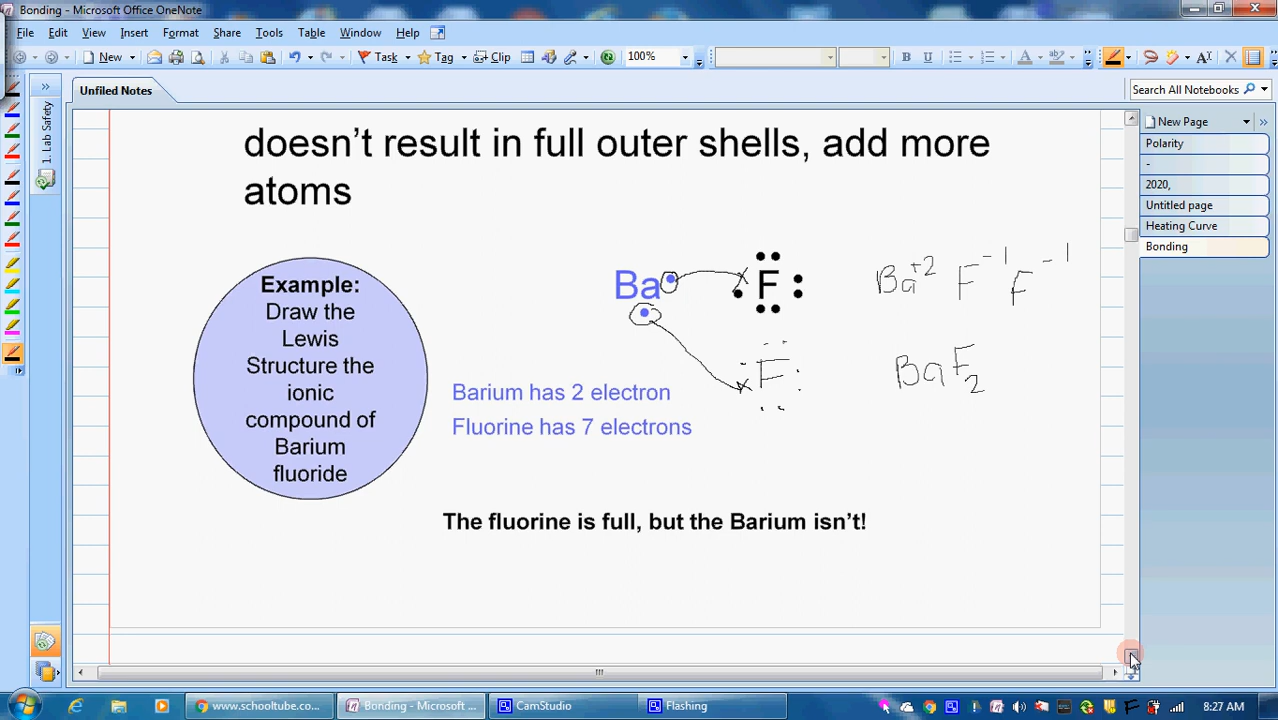 Bonding - Microsoft Office OneNote
File Edit View Insert Format Share Tools Table Window Help
New Task Tag Clip 100% B U
Unfiled Notes
Search All Notebooks
1. Lab Safety
New Page
Polarity
-
2020,
Untitled page
Heating Curve
Bonding
doesn't result in full outer shells, add more
atoms
Example:
Draw the
Lewis
Structure the
ionic
compound of
Barium
fluoride
Ba F
Ba+2 F-1 F-1
F
BaF2
Barium has 2 electron
Fluorine has 7 electrons
The fluorine is full, but the Barium isn't!
www.schooltube.co...
Bonding - Microsoft ...
CamStudio
Flashing
8:27 AM